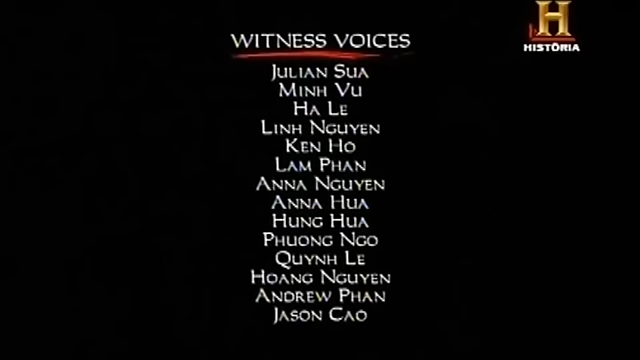 H
HISTÓRIA
WITNESS VOICES
JULIAN SUA
MINH VU
HA LE
LINH NGUYEN
KEN HO
LAM PHAN
ANNA NGUYEN
ANNA HUA
HUNG HUA
PHUONG NGO
QUYNH LE
HOANG NGUYEN
ANDREW PHAN
JASON CAO